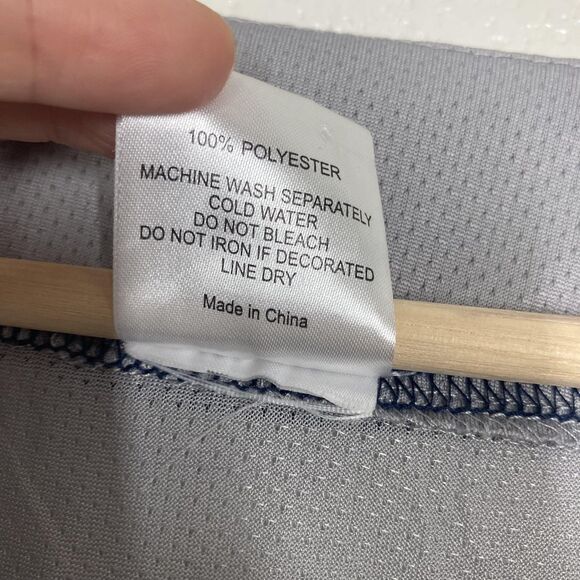 100% POLYESTER
MACHINE WASH SEPARATELY
COLD WATER
DO NOT BLEACH
DO NOT IRON IF DECORATED
LINE DRY
Made in China